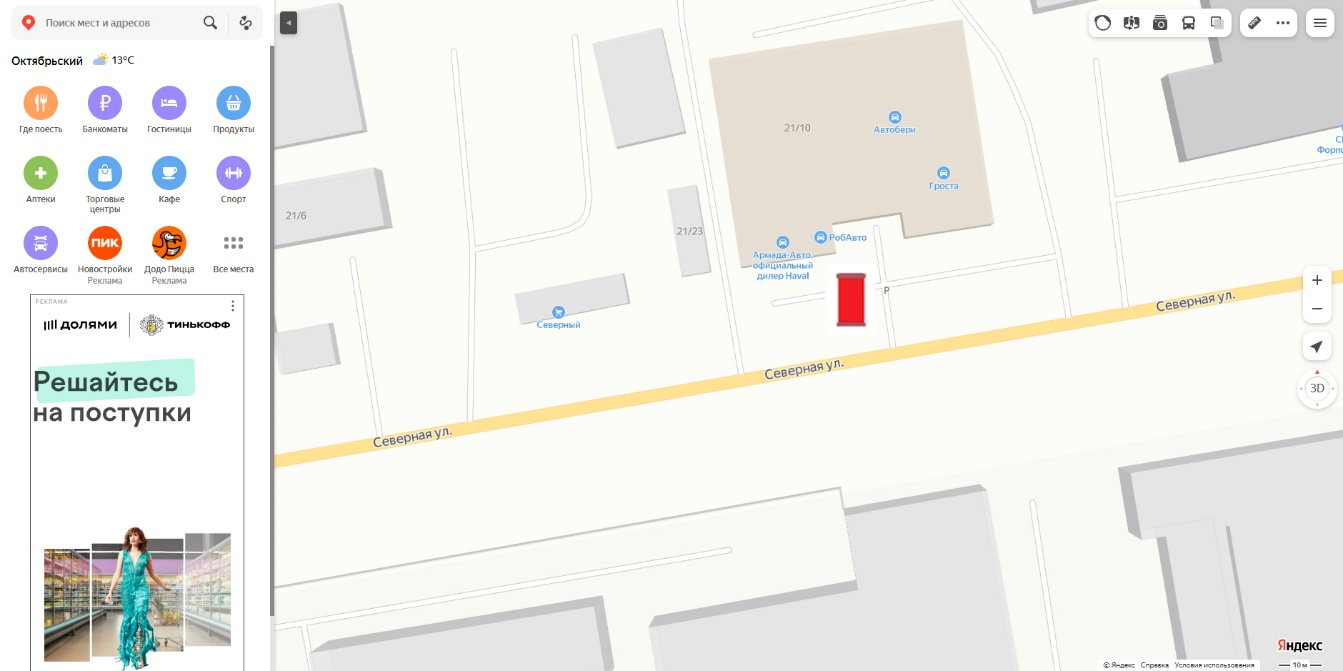 Поиск мест и адресов
Октябрьский
13°C
Где поесть
Банкоматы
Гостиницы
Продукты
Аптеки
Торговые
центры
Кафе
Спорт
ПИК
Автосервисы
Новостройки
Реклама
Додо Пицца
Реклама
Все места
РЕКЛАМА
долями
ТИНЬКОФФ
Решайтесь
на поступки
21/10
Автобери
Гроста
21/6
21/23
РобАвто
Армада-Авто,
официальный
дилер Haval
P
Северный
Северная ул.
Северная ул.
Северная ул.
3D
Яндекс
© Яндекс Справка Условия использования
10 м